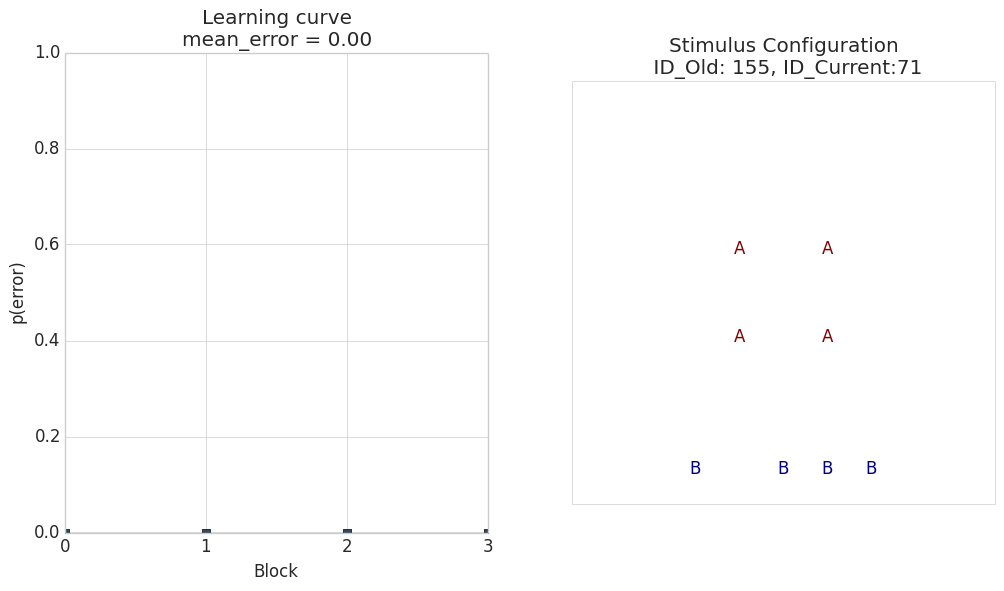 Learning curve
mean_error = 0.00
1.0
0.8
0.6
0.4
0.2
0.0
p(error)
0 1 2 3
Block
Stimulus Configuration
ID_Old: 155, ID_Current:71
A A
A A
B B B B